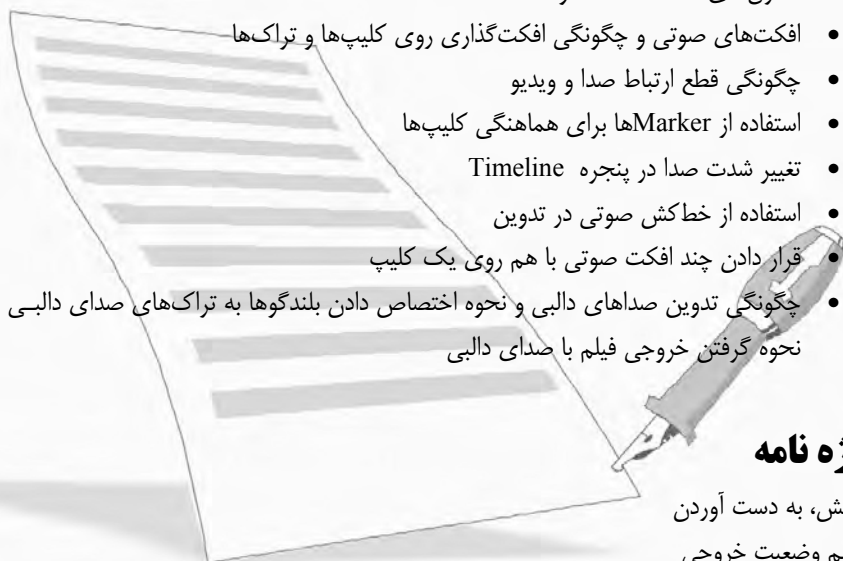 افکت‌های صوتی و چگونگی افکت‌گذاری روی کلیپ‌ها و تراک‌ها
• چگونگی قطع ارتباط صدا و ویدیو
• استفاده از Markerها برای هماهنگی کلیپ‌ها
• تغییر شدت صدا در پنجره Timeline
• استفاده از خط‌کش صوتی در تدوین
• قرار دادن چند افکت صوتی با هم روی یک کلیپ
• چگونگی تدوین صداهای دالبی و نحوه اختصاص دادن بلندگوها به تراک‌های صدای دالبـی
نحوه گرفتن خروجی فیلم با صدای دالبی
نامه
به دست آوردن
وضعیت خروجی